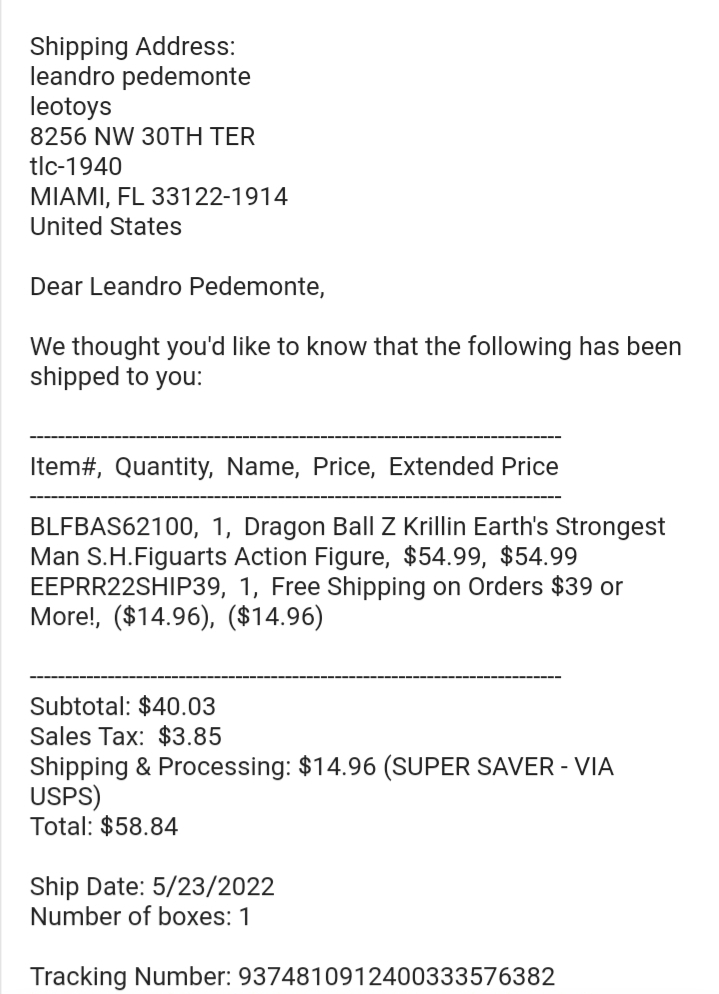 Shipping Address:
leandro pedemonte
leotoys
8256 NW 30TH TER
tlc-1940
MIAMI, FL 33122-1914
United States
Dear Leandro Pedemonte,
We thought you'd like to know that the following has been
shipped to you:
---------------------------------------------------------------------------
Item#,  Quantity,  Name,  Price,  Extended Price
---------------------------------------------------------------------------
BLFBAS62100,  1,  Dragon Ball Z Krillin Earth's Strongest
Man S.H.Figuarts Action Figure,  $54.99,  $54.99
EEPRR22SHIP39,  1,  Free Shipping on Orders $39 or
More!,  ($14.96),  ($14.96)
---------------------------------------------------------------------------
Subtotal: $40.03
Sales Tax:  $3.85
Shipping & Processing: $14.96 (SUPER SAVER - VIA
USPS)
Total: $58.84
Ship Date: 5/23/2022
Number of boxes: 1
Tracking Number: 9374810912400333576382